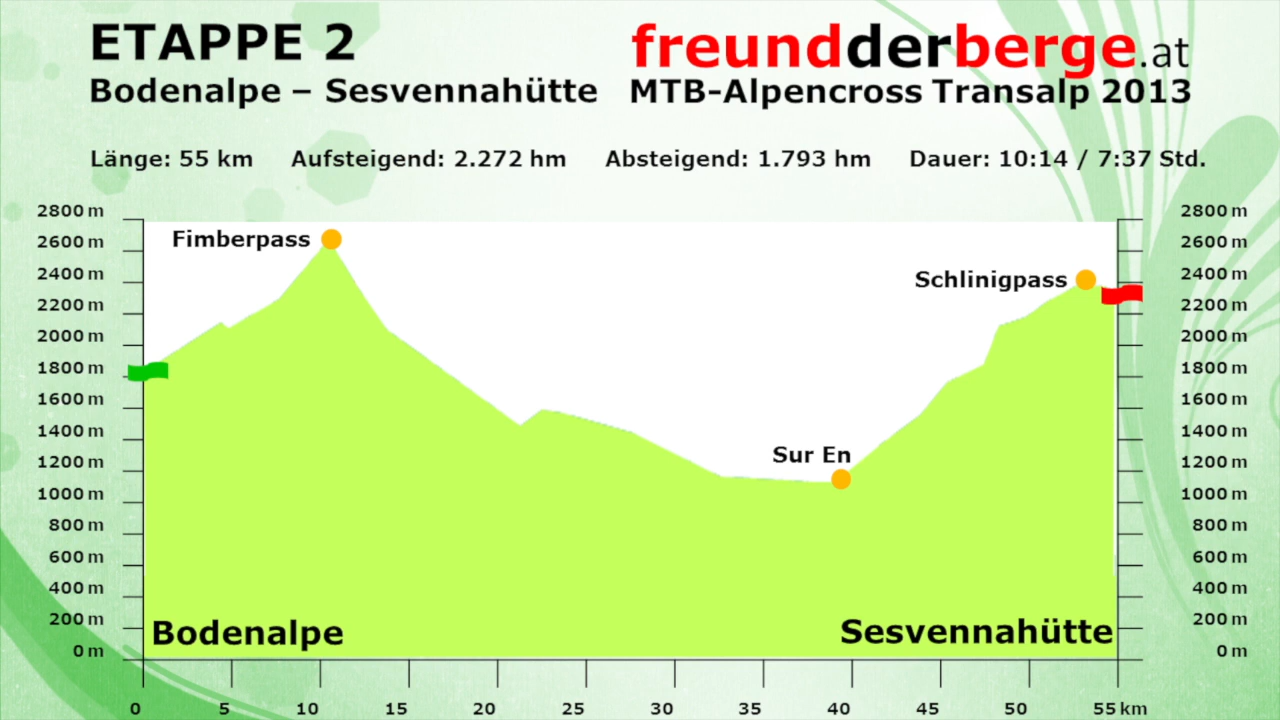 ETAPPE 2
Bodenalpe – Sesvennahütte
freundderberge.at
MTB-Alpencross Transalp 2013
Länge: 55 km Aufsteigend: 2.272 hm Absteigend: 1.793 hm Dauer: 10:14 / 7:37 Std.
2800 m 2800 m
Fimberpass
2600 m 2600 m
2400 m Schlinigpass 2400 m
2200 m 2200 m
2000 m 2000 m
1800 m 1800 m
1600 m 1600 m
1400 m 1400 m
Sur En
1200 m 1200 m
1000 m 1000 m
800 m 800 m
600 m 600 m
400 m 400 m
200 m 200 m
Bodenalpe Sesvennahütte
0 m 0 m
0 5 10 15 20 25 30 35 40 45 50 55 km